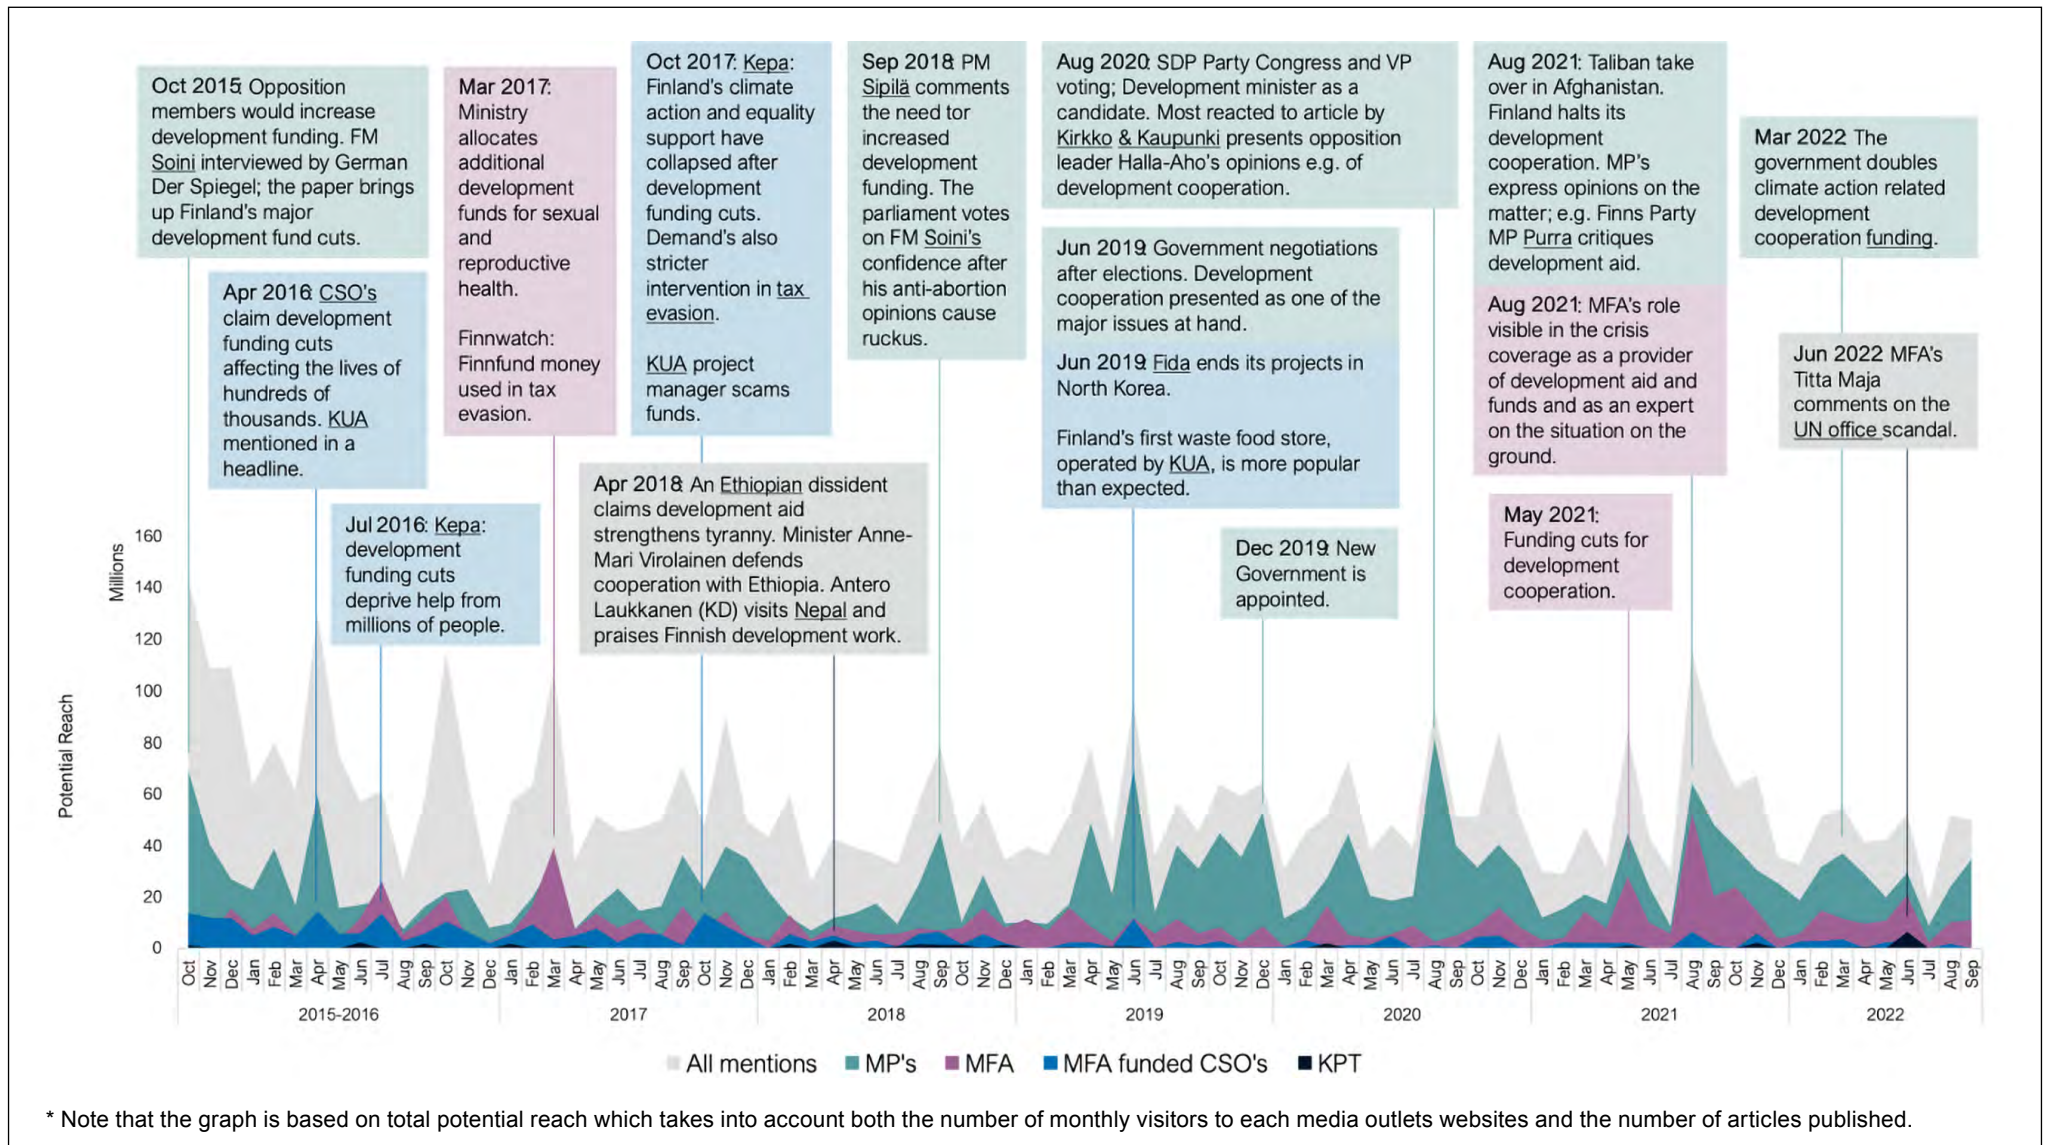 Oct 2015: Opposition
members would increase
development funding. FM
Soini interviewed by German
Der Spiegel; the paper brings
up Finland's major
development fund cuts.
Apr 2016: CSO's
claim development
funding cuts
affecting the lives of
hundreds of
thousands. KUA
mentioned in a
headline.
Jul 2016: Kepa:
development
funding cuts
deprive help from
millions of people.
Mar 2017:
Ministry
allocates
additional
development
funds for sexual
and
reproductive
health.
Finnwatch:
Finnfund money
used in tax
evasion.
Oct 2017: Kepa:
Finland's climate
action and equality
support have
collapsed after
development
funding cuts.
Demand's also
stricter
intervention in tax
evasion.
KUA project
manager scams
funds.
Apr 2018: An Ethiopian dissident
claims development aid
strengthens tyranny. Minister Anne-
Mari Virolainen defends
cooperation with Ethiopia. Antero
Laukkanen (KD) visits Nepal and
praises Finnish development work.
Sep 2018: PM
Sipilä comments
the need tor
increased
development
funding. The
parliament votes
on FM Soini's
confidence after
his anti-abortion
opinions cause
ruckus.
Aug 2020: SDP Party Congress and VP
voting; Development minister as a
candidate. Most reacted to article by
Kirkko & Kaupunki presents opposition
leader Halla-Aho's opinions e.g. of
development cooperation.
Jun 2019: Government negotiations
after elections. Development
cooperation presented as one of the
major issues at hand.
Jun 2019: Fida ends its projects in
North Korea.
Finland's first waste food store,
operated by KUA, is more popular
than expected.
Dec 2019: New
Government is
appointed.
Aug 2021: Taliban take
over in Afghanistan.
Finland halts its
development
cooperation. MP's
express opinions on the
matter; e.g. Finns Party
MP Purra critiques
development aid.
Aug 2021: MFA's role
visible in the crisis
coverage as a provider
of development aid and
funds and as an expert
on the situation on the
ground.
May 2021:
Funding cuts for
development
cooperation.
Mar 2022: The
government doubles
climate action related
development
cooperation funding.
Jun 2022: MFA's
Titta Maja
comments on the
UN office scandal.
Potential Reach
Millions
160
140
120
100
80
60
40
20
0
Oct Nov Dec Jan Feb Mar Apr May Jun Jul Aug Sep Oct Nov Dec Jan Feb Mar Apr May Jun Jul Aug Sep Oct Nov Dec Jan Feb Mar Apr May Jun Jul Aug Sep Oct Nov Dec Jan Feb Mar Apr May Jun Jul Aug Sep Oct Nov Dec Jan Feb Mar Apr May Jun Jul Aug Sep Oct Nov Dec Jan Feb Mar Apr May Jun Jul Aug Sep Oct Nov Dec Jan Feb Mar Apr May Jun Jul Aug Sep
2015-2016 2017 2018 2019 2020 2021 2022
All mentions MP's MFA MFA funded CSO's KPT
* Note that the graph is based on total potential reach which takes into account both the number of monthly visitors to each media outlets websites and the number of articles published.